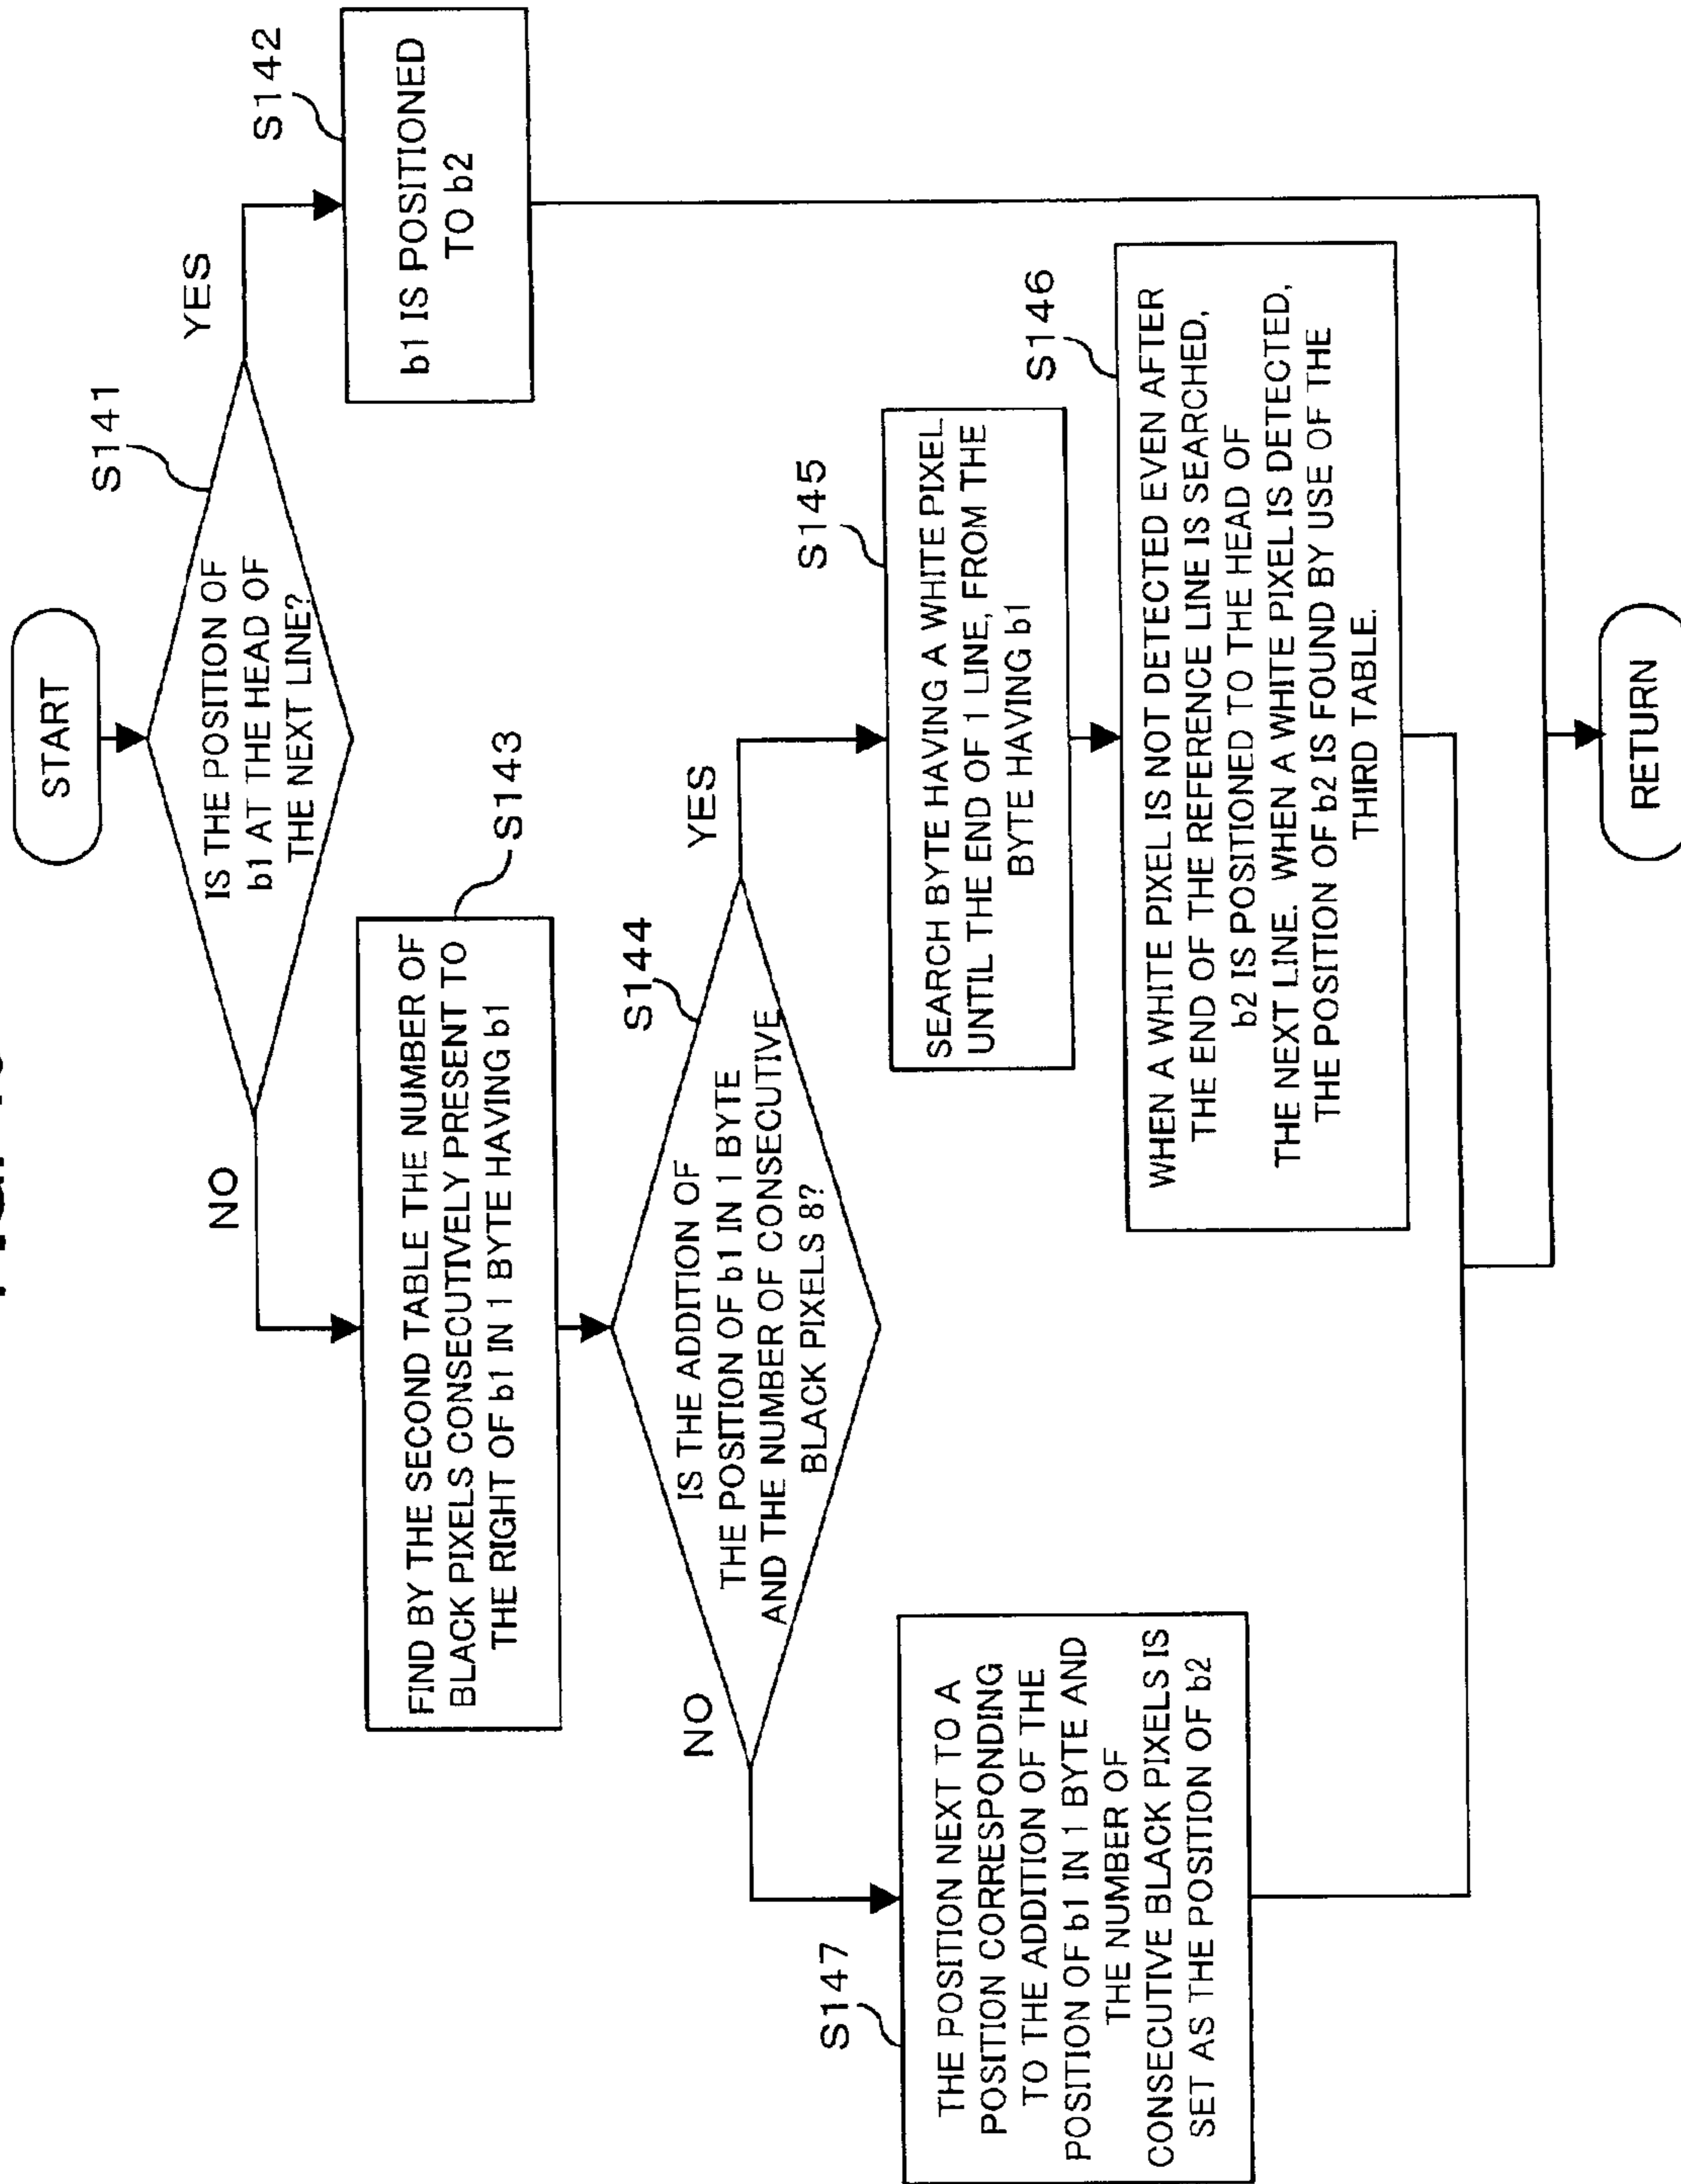 START
S141
IS THE POSITION OF
b1 AT THE HEAD OF
THE NEXT LINE?
YES
S142
b1 IS POSITIONED
TO b2
NO
S143
FIND BY THE SECOND TABLE THE NUMBER OF
BLACK PIXELS CONSECUTIVELY PRESENT TO
THE RIGHT OF b1 IN 1 BYTE HAVING b1
S144
IS THE ADDITION OF
THE POSITION OF b1 IN 1 BYTE
AND THE NUMBER OF CONSECUTIVE
BLACK PIXELS 8?
YES
S145
SEARCH BYTE HAVING A WHITE PIXEL
UNTIL THE END OF 1 LINE, FROM THE
BYTE HAVING b1
S146
WHEN A WHITE PIXEL IS NOT DETECTED EVEN AFTER
THE END OF THE REFERENCE LINE IS SEARCHED,
b2 IS POSITIONED TO THE HEAD OF
THE NEXT LINE. WHEN A WHITE PIXEL IS DETECTED,
THE POSITION OF b2 IS FOUND BY USE OF THE
THIRD TABLE.
NO
S147
THE POSITION NEXT TO A
POSITION CORRESPONDING
TO THE ADDITION OF THE
POSITION OF b1 IN 1 BYTE AND
THE NUMBER OF
CONSECUTIVE BLACK PIXELS IS
SET AS THE POSITION OF b2
RETURN